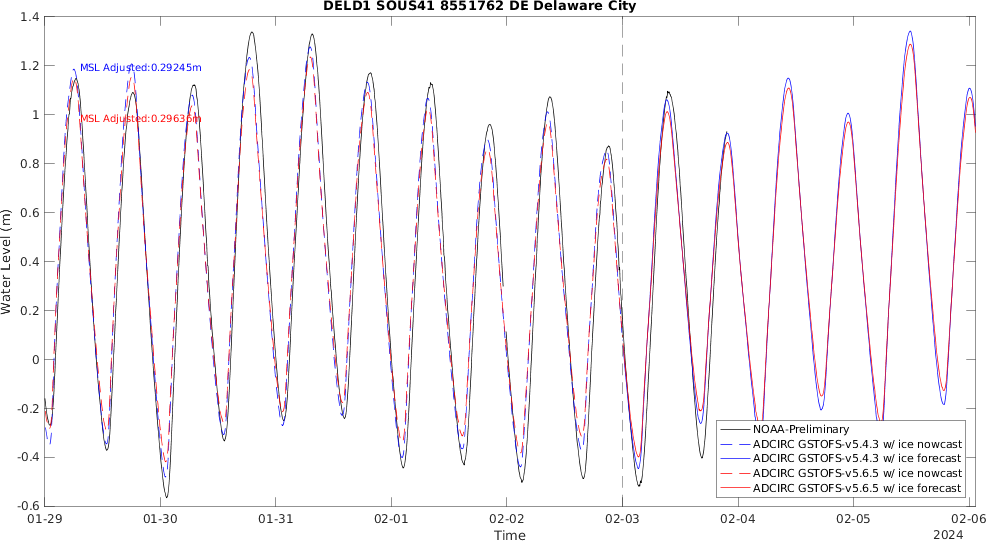 DELD1 SOUS41 8551762 DE Delaware City
1.4
1.2
1
0.8
0.6
0.4
0.2
0
-0.2
-0.4
-0.6
Water Level (m)
MSL Adjusted:0.29245m
MSL Adjusted:0.29636m
NOAA-Preliminary
ADCIRC GSTOFS-v5.4.3 w/ ice nowcast
ADCIRC GSTOFS-v5.4.3 w/ ice forecast
ADCIRC GSTOFS-v5.6.5 w/ ice nowcast
ADCIRC GSTOFS-v5.6.5 w/ ice forecast
01-29 01-30 01-31 02-01 02-02 02-03 02-04 02-05 02-06
Time
2024